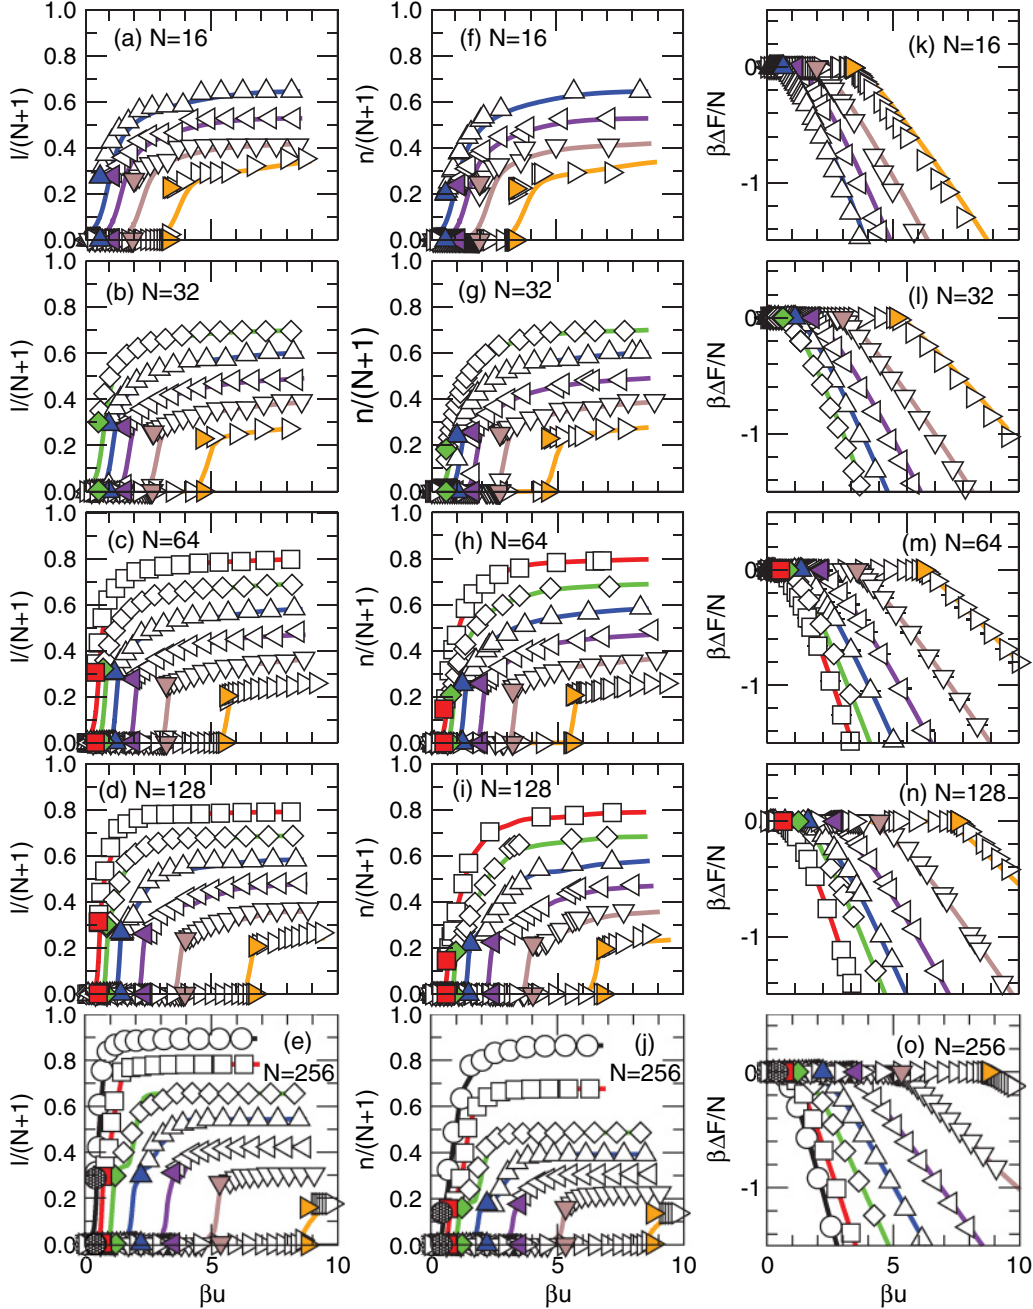 1.0 (a) N=16 0.8 0.6 0.4 0.2 0.0 l/(N+1)
1.0 (f) N=16 0.8 0.6 0.4 0.2 0.0 n/(N+1)
(k) N=16 0 -1 βΔF/N
1.0 (b) N=32 0.8 0.6 0.4 0.2 0.0 l/(N+1)
1.0 (g) N=32 0.8 0.6 0.4 0.2 0.0 n/(N+1)
(l) N=32 0 -1 βΔF/N
1.0 (c) N=64 0.8 0.6 0.4 0.2 0.0 l/(N+1)
1.0 (h) N=64 0.8 0.6 0.4 0.2 0.0 n/(N+1)
(m) N=64 0 -1 βΔF/N
1.0 (d) N=128 0.8 0.6 0.4 0.2 0.0 l/(N+1)
1.0 (i) N=128 0.8 0.6 0.4 0.2 0.0 n/(N+1)
(n) N=128 0 -1 βΔF/N
1.0 (e) N=256 0.8 0.6 0.4 0.2 0.0 l/(N+1)
0 5 10
βu
1.0 (j) N=256 0.8 0.6 0.4 0.2 0.0 n/(N+1)
0 5 10
βu
(o) N=256 0 -1 βΔF/N
0 5 10
βu